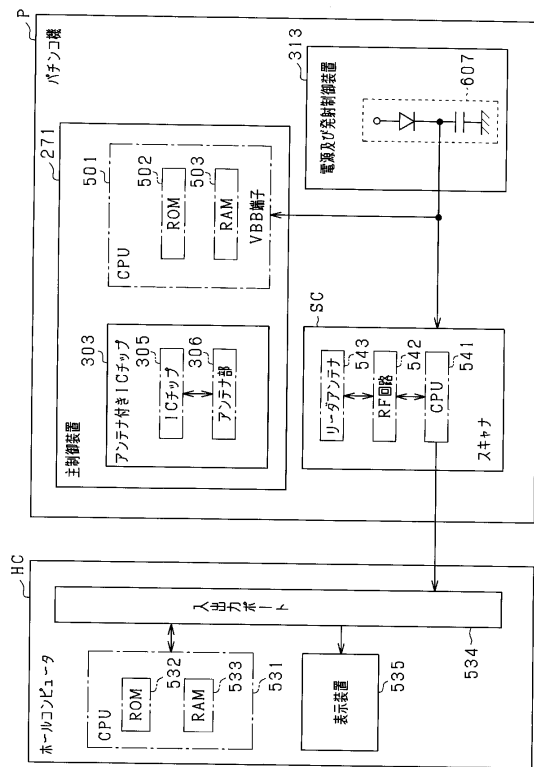 P
パチンコ機
271
主制御装置
303
アンテナ付きICチップ
305
ICチップ
306
アンテナ部
501
CPU
502
ROM
503
RAM
VBB端子
313
電源及び発射制御装置
607
SC
543
リーダアンテナ
542
RF回路
541
CPU
スキャナ
HC
ホールコンピュータ
入出力ポート
534
CPU
ROM
532
RAM
533
531
表示装置
535